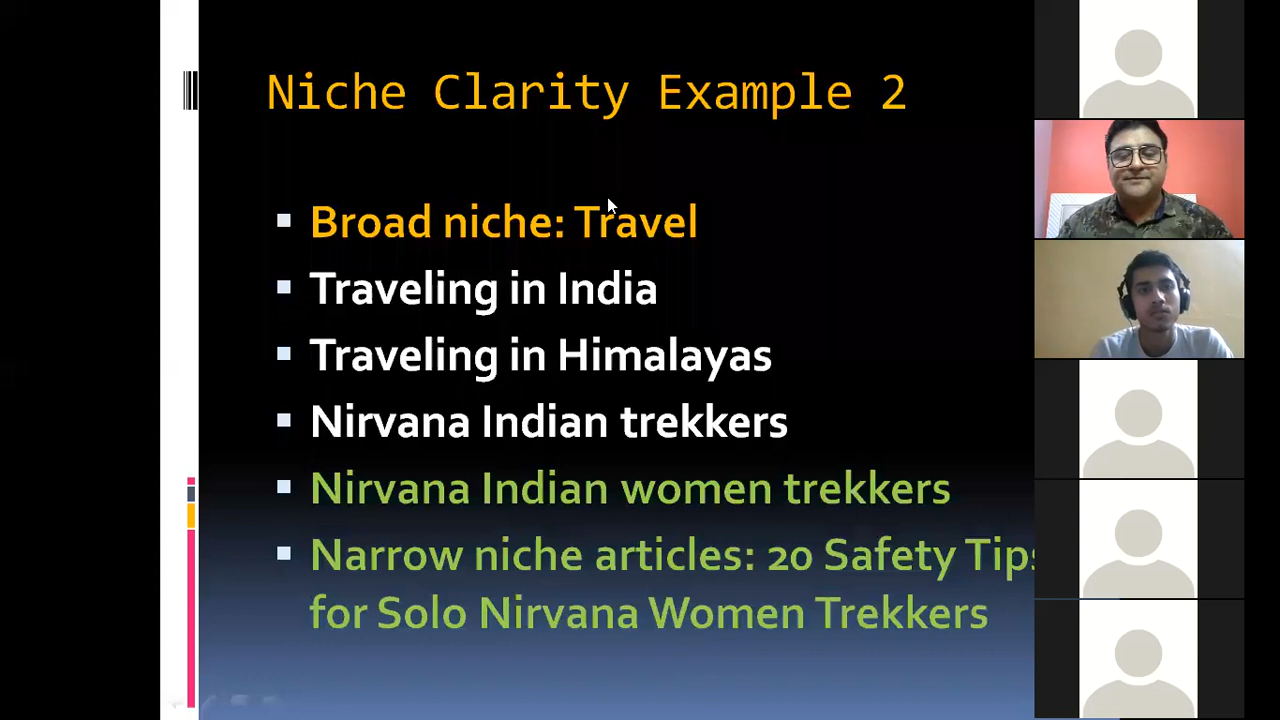 Niche Clarity Example 2
Broad niche: Travel
Traveling in India
Traveling in Himalayas
Nirvana Indian trekkers
Nirvana Indian women trekkers
Narrow niche articles: 20 Safety Tips
for Solo Nirvana Women Trekkers